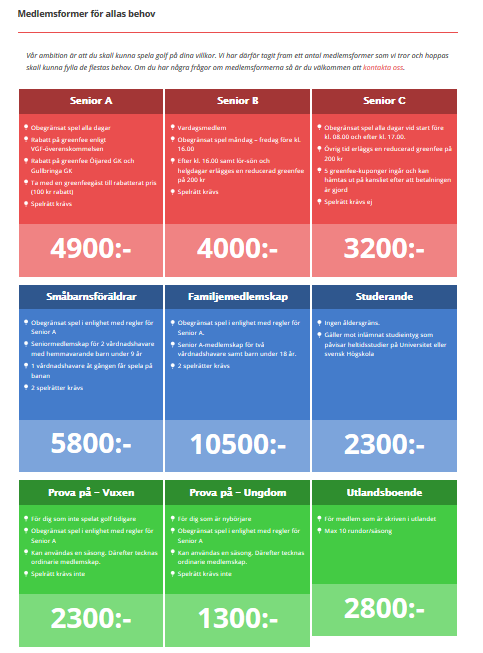 Medlemsformer för allas behov
Vår ambition är att du skall kunna spela golf på dina villkor. Vi har därför tagit fram ett antal medlemsformer som vi tror och hoppas
skall kunna fylla de flestas behov. Om du har några frågor om medlemsformerna så är du välkommen att kontakta oss.
Senior A
Obegränsat spel alla dagar
Rabatt på greenfee enligt
VGF-överenskommelsen
Rabatt på greenfee Öijared GK och
Gullbringa GK
Ta med en greenfeegäst till rabatterat pris
(100 kr rabatt)
Spelrätt krävs
4900:-
Senior B
Vardagsmedlem
Obegränsat spel måndag – fredag före kl.
16.00
Efter kl. 16.00 samt lör-sön och
helgdagar erläggs en reducerad greenfee
på 200 kr
Spelrätt krävs
4000:-
Senior C
Obegränsat spel alla dagar vid start före
kl. 08.00 och efter kl. 17.00.
Övrig tid erläggs en reducerad greenfee på
200 kr
5 greenfee-kuponger ingår och kan
hämtas ut på kansliet efter att betalningen
är gjord
Spelrätt krävs ej
3200:-
Småbarnsföräldrar
Obegränsat spel i enlighet med regler för
Senior A
Seniormedlemskap för 2 vårdnadshavare
med hemmavarande barn under 9 år
1 vårdnadshavare åt gången får spela på
banan
2 spelrätter krävs
5800:-
Familjemedlemskap
Obegränsat spel i enlighet med regler för
Senior A.
Senior A-medlemskap för två
vårdnadshavare samt barn under 18 år.
2 spelrätter krävs
10500:-
Studerande
Ingen åldersgräns.
Gäller mot inlämnat studieintyg som
påvisar heltidsstudier på Universitet eller
svensk Högskola
2300:-
Prova på – Vuxen
För dig som inte spelat golf tidigare
Obegränsat spel i enlighet med regler för
Senior A
Kan användas en säsong. Därefter tecknas
ordinarie medlemskap.
Spelrätt krävs inte
2300:-
Prova på – Ungdom
För dig som är nybörjare
Obegränsat spel i enlighet med regler för
Senior A
Kan användas en säsong. Därefter tecknas
ordinarie medlemskap.
Spelrätt krävs inte
1300:-
Utlandsboende
För medlem som är skriven i utlandet
Max 10 rundor/säsong
2800:-